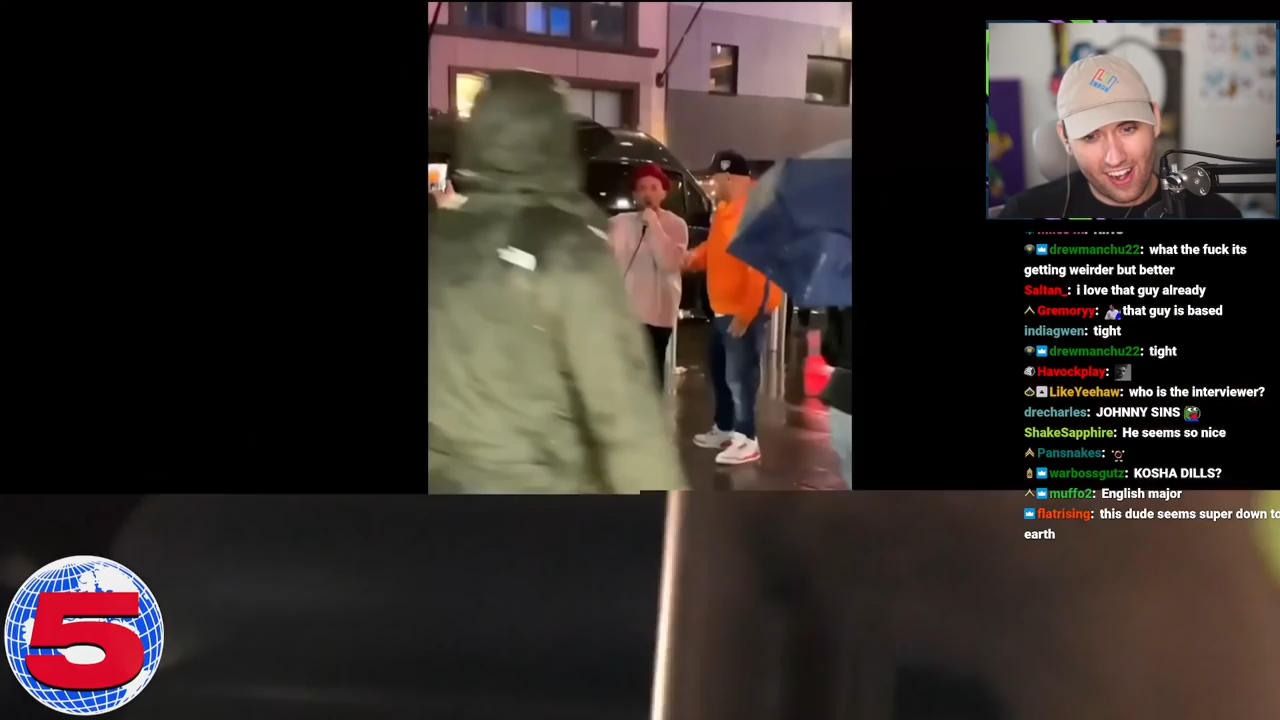 drewmanchu22: what the fuck its
getting weirder but better
Saltan_: i love that guy already
Gremoryy: that guy is based
indiagwen: tight
drewmanchu22: tight
Havockplay:
LikeYeehaw: who is the interviewer?
drecharles: JOHNNY SINS
ShakeSapphire: He seems so nice
Pansnakes:
warbossgutz: KOSHA DILLS?
muffo2: English major
flatrising: this dude seems super down to
earth
5